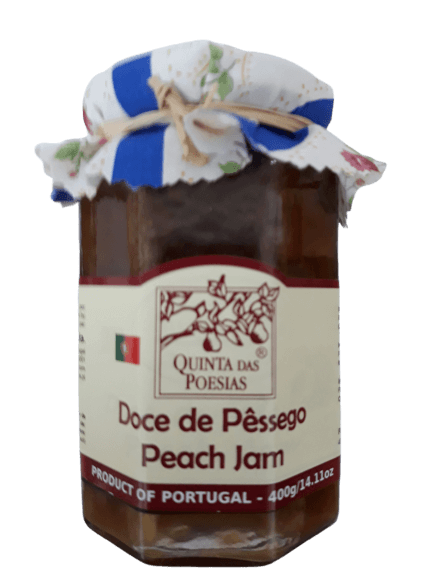 QUINTA DAS
POESIAS ®
Doce de Pêssego
Peach Jam
PRODUCT OF PORTUGAL - 400g/14.11oz